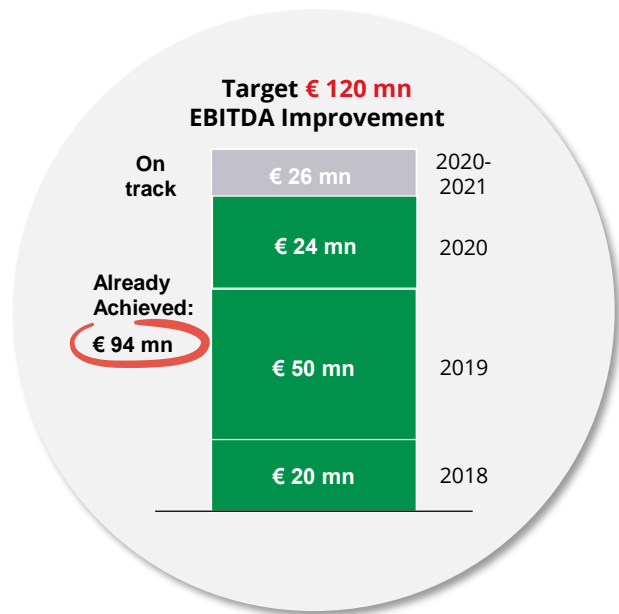 Target € 120 mn
EBITDA Improvement
On
track
€ 26 mn
2020-
2021
€ 24 mn
2020
Already
Achieved:
€ 94 mn
€ 50 mn
2019
€ 20 mn
2018